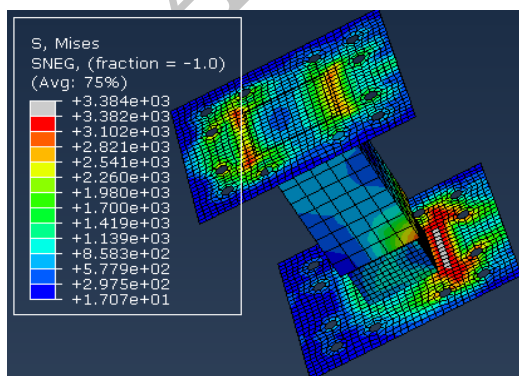 S, Mises
SNEG, (fraction = -1.0)
(Avg: 75%)
+3.384e+03
+3.382e+03
+3.102e+03
+2.821e+03
+2.541e+03
+2.260e+03
+1.980e+03
+1.700e+03
+1.419e+03
+1.139e+03
+8.583e+02
+5.779e+02
+2.975e+02
+1.707e+01